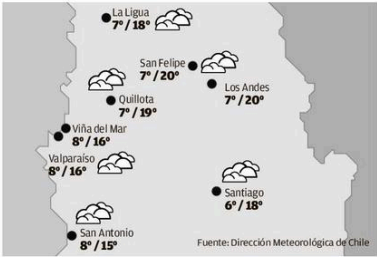 La Ligua
7°/18°
San Felipe
7°/20°
Los Andes
7°/20°
Quillota
7°/19°
Viña del Mar
8°/16°
Valparaíso
8°/16°
Santiago
6°/18°
San Antonio
8°/15°
Fuente: Dirección Meteorológica de Chile